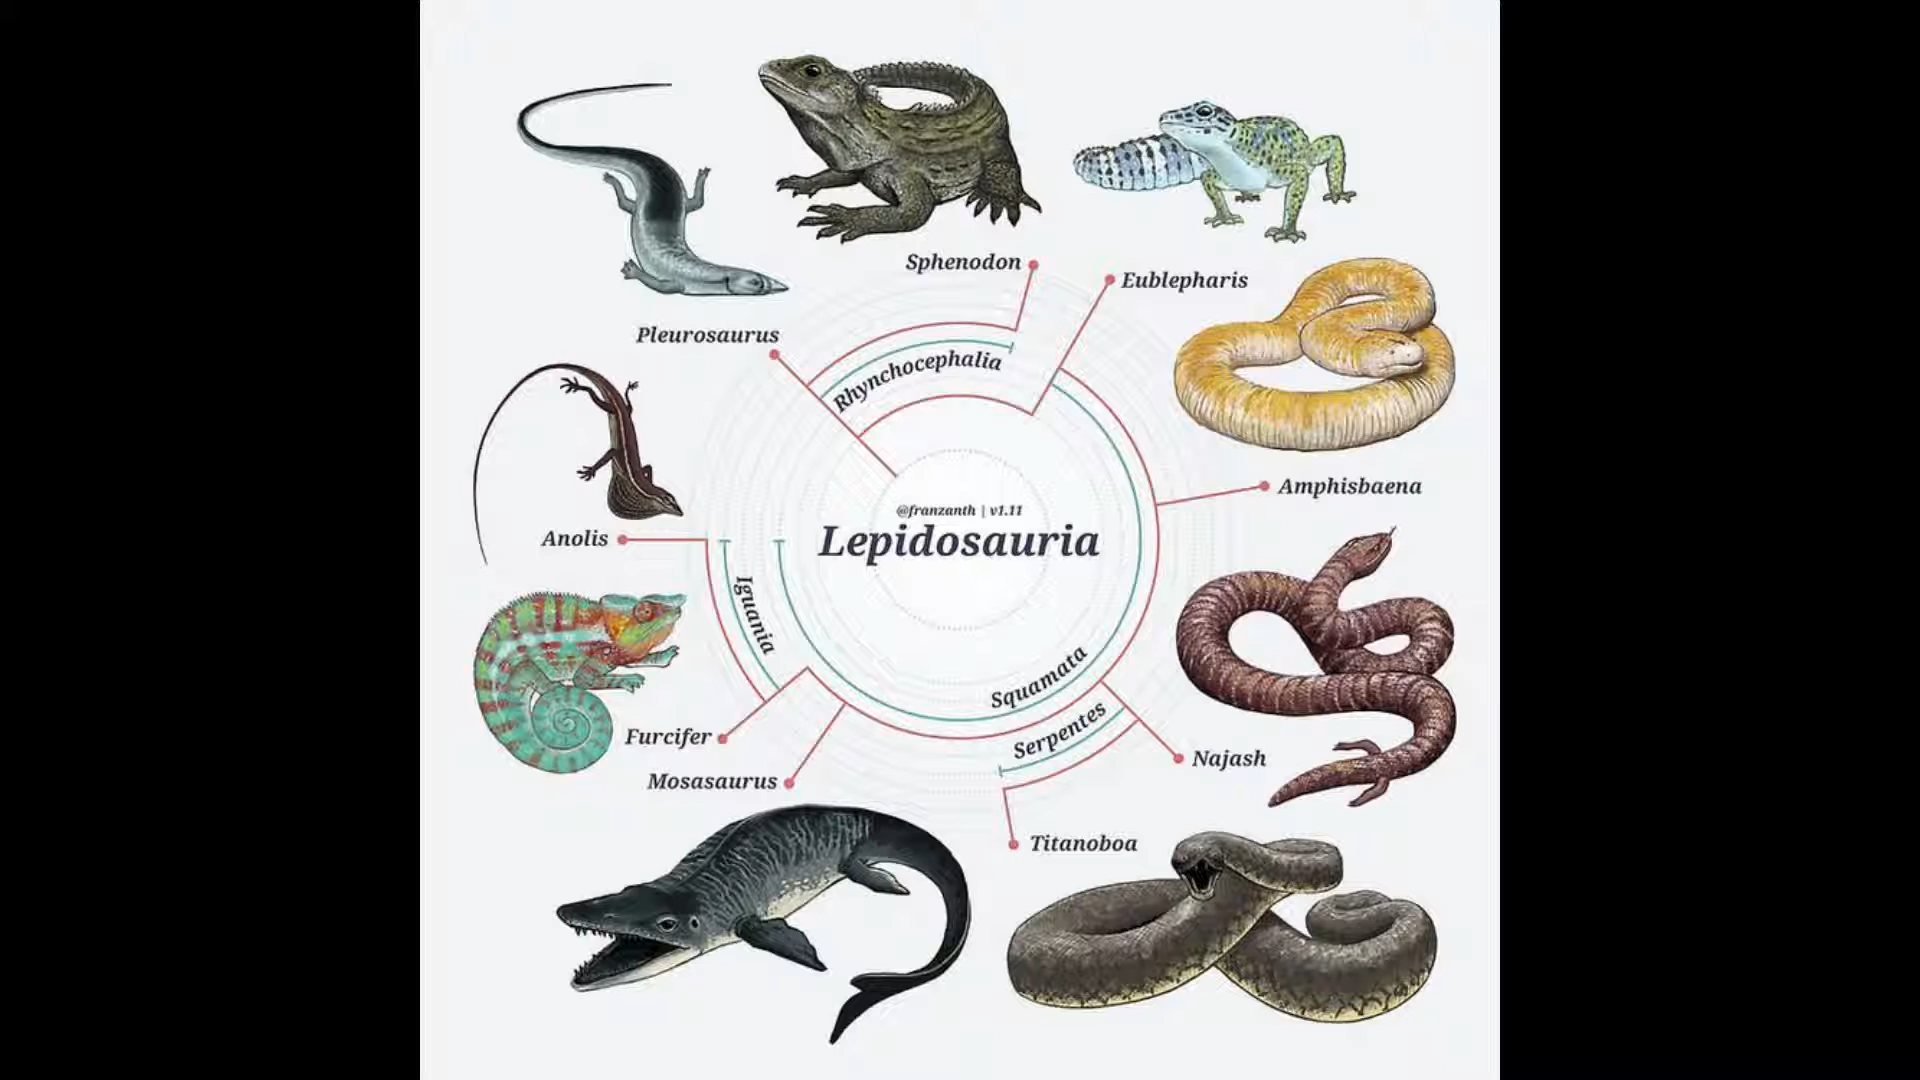 Sphenodon
Eublepharis
Pleurosaurus
Rhynchocephalia
Amphisbaena
@franzanth | v1.11
Lepidosauria
Anolis
Iguania
Squamata
Serpentes
Furcifer
Najash
Mosasaurus
Titanoboa